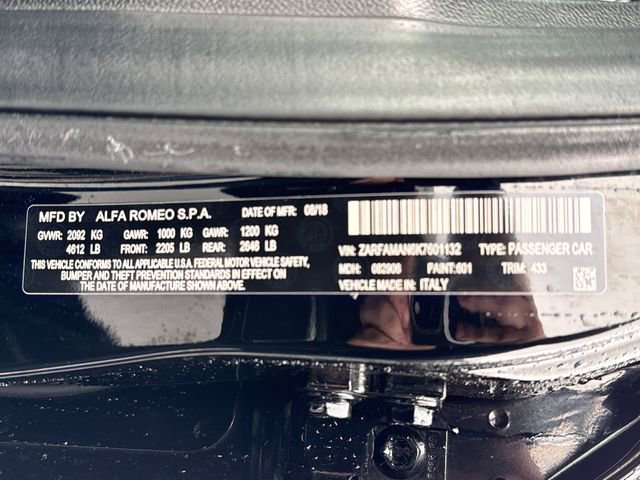 MFD BY ALFA ROMEO S.P.A. DATE OF MFR: 08/18
GVWR: 2092 KG GAWR: 1000 KG GAWR: 1200 KG
4612 LB FRONT: 2205 LB REAR: 2646 LB
THIS VEHICLE CONFORMS TO ALL APPLICABLE U.S.A. FEDERAL MOTOR VEHICLE SAFETY,
BUMPER AND THEFT PREVENTION STANDARDS IN EFFECT ON
THE DATE OF MANUFACTURE SHOWN ABOVE.
VIN: ZARFAMAN6K7601132 TYPE: PASSENGER CAR
MDH: 082908 PAINT: 601 TRIM: 433
VEHICLE MADE IN: ITALY